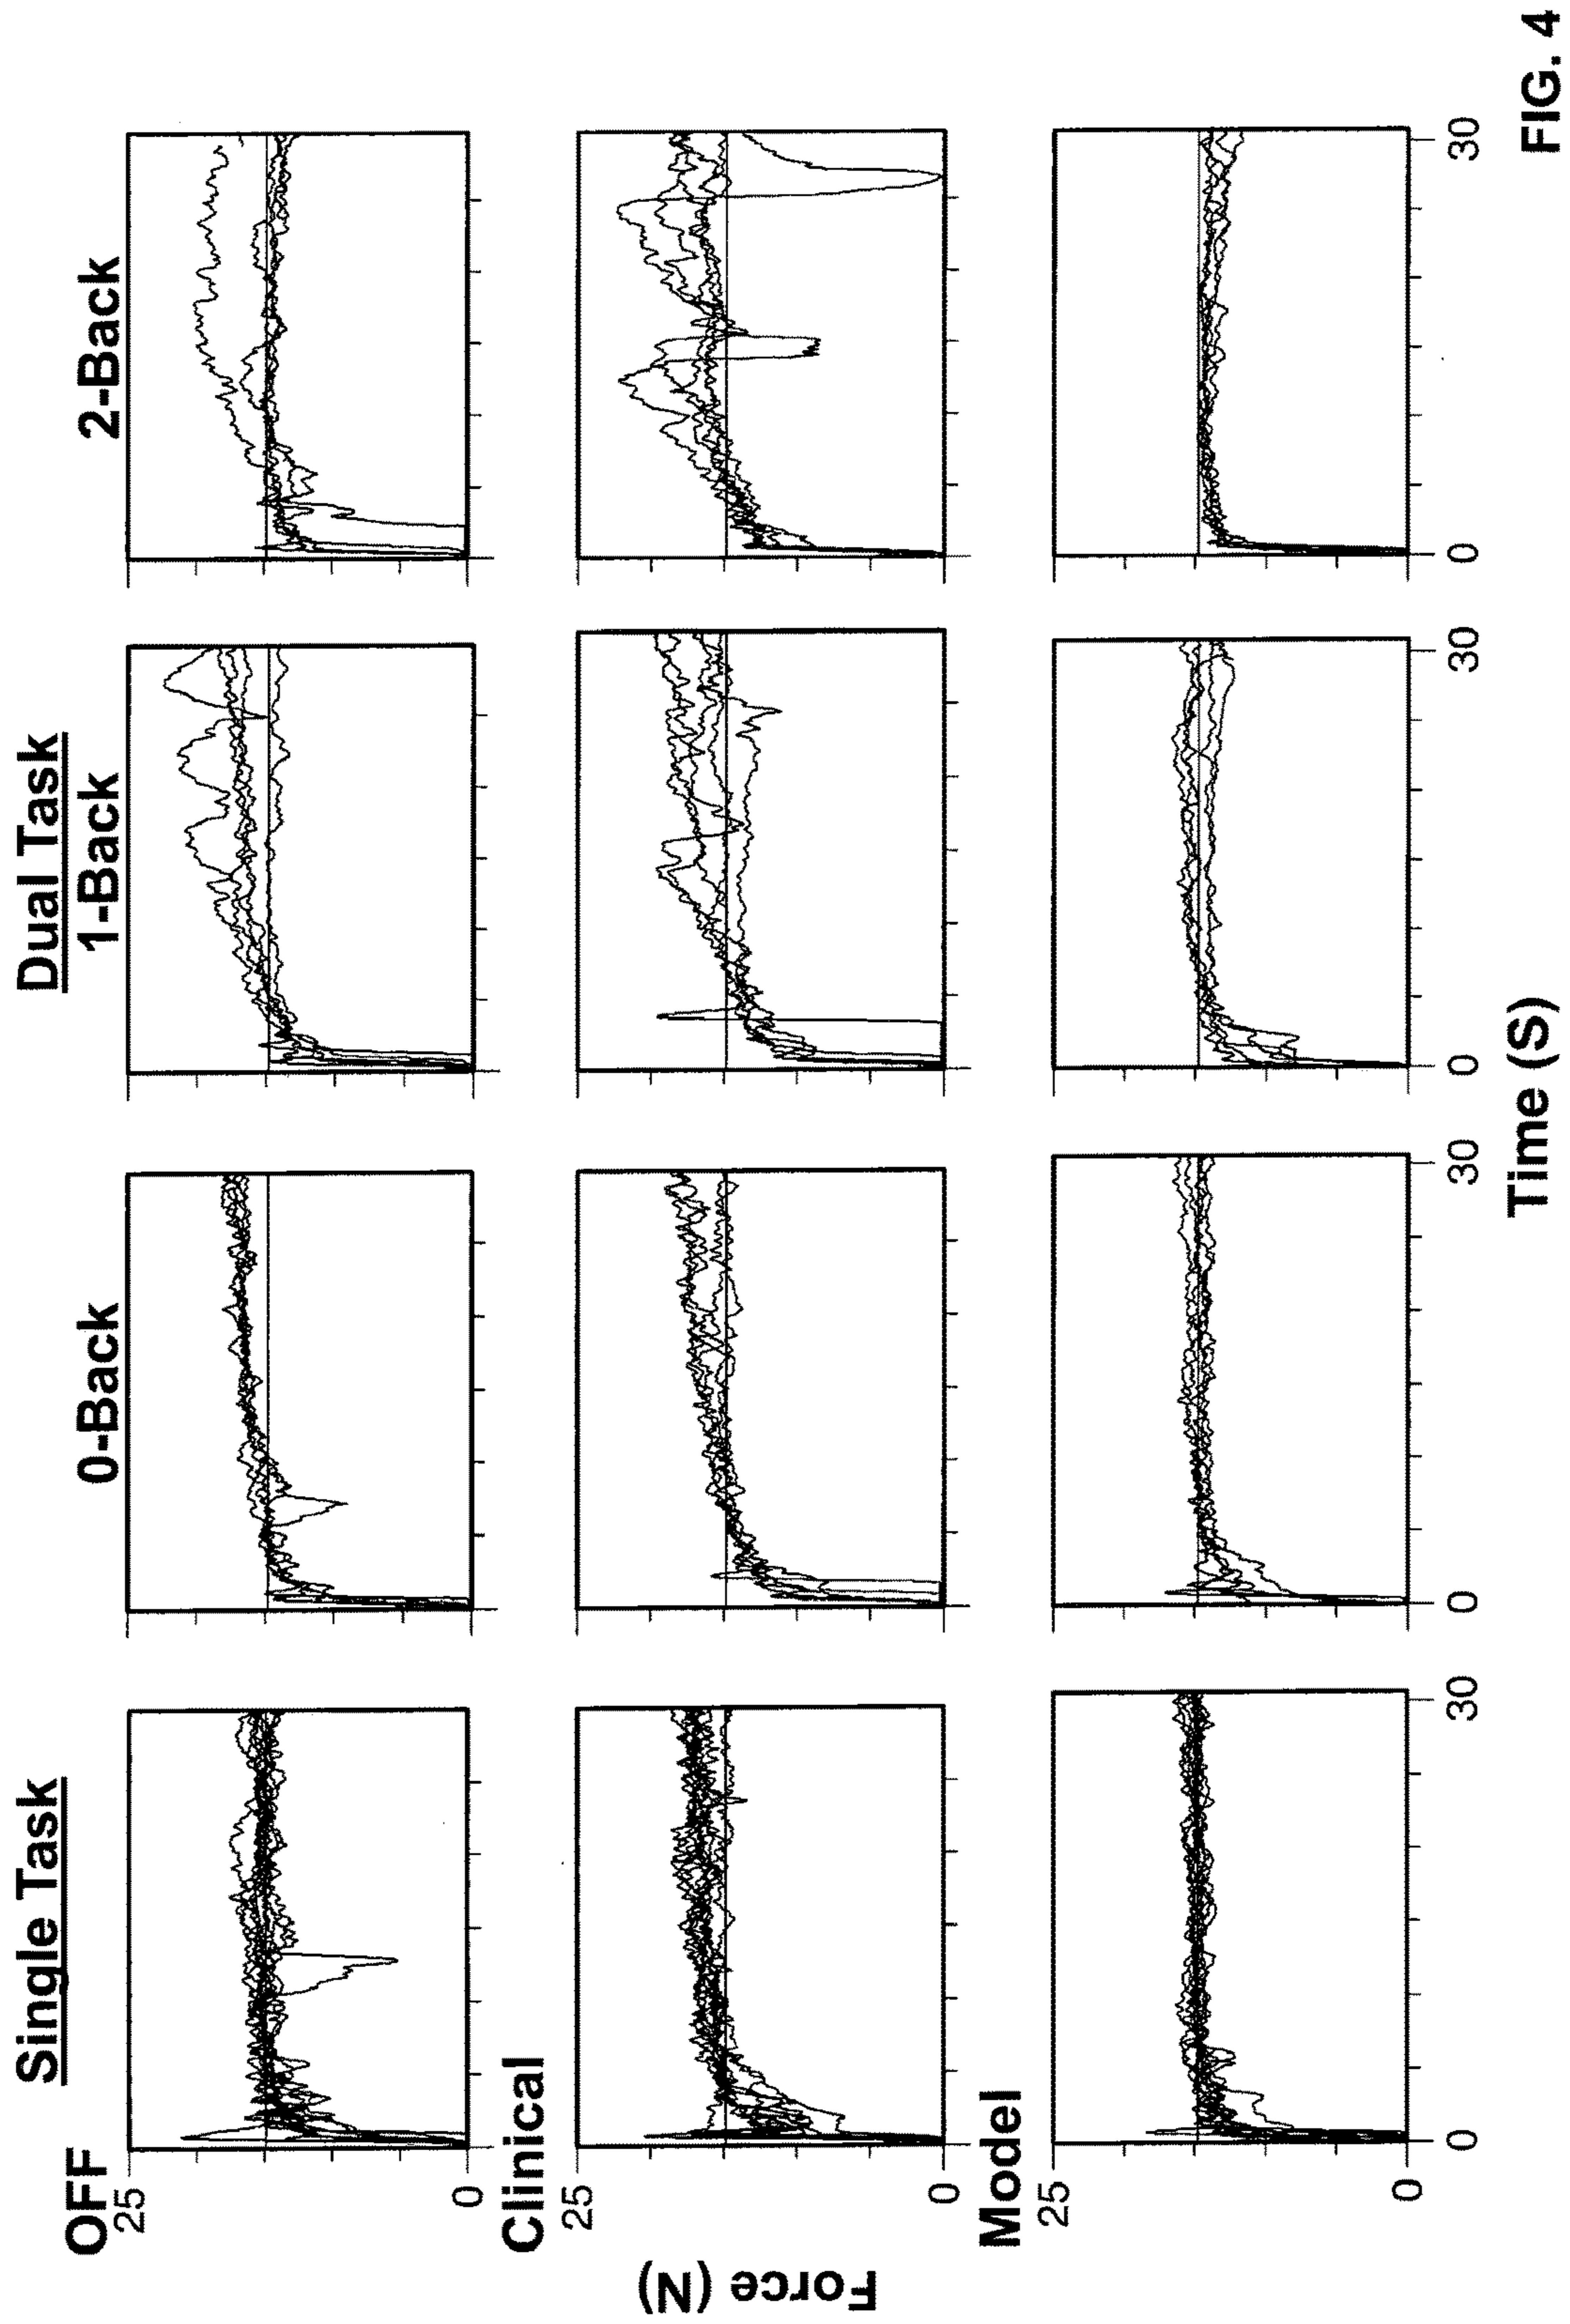 Single Task
Dual Task
0-Back
1-Back
2-Back
OFF
25
0
Clinical
25
0
Model
25
0
Force (N)
0
30
0
30
0
30
0
30
Time (S)
FIG. 4